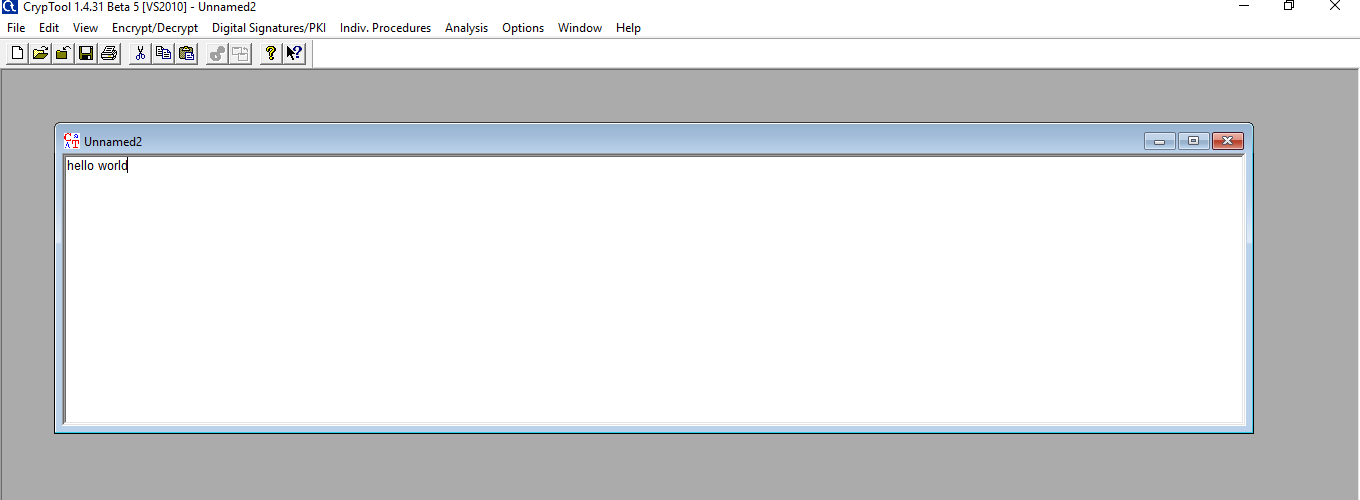 CrypTool 1.4.31 Beta 5 [VS2010] - Unnamed2
File Edit View Encrypt/Decrypt Digital Signatures/PKI Indiv. Procedures Analysis Options Window Help
Unnamed2
hello world